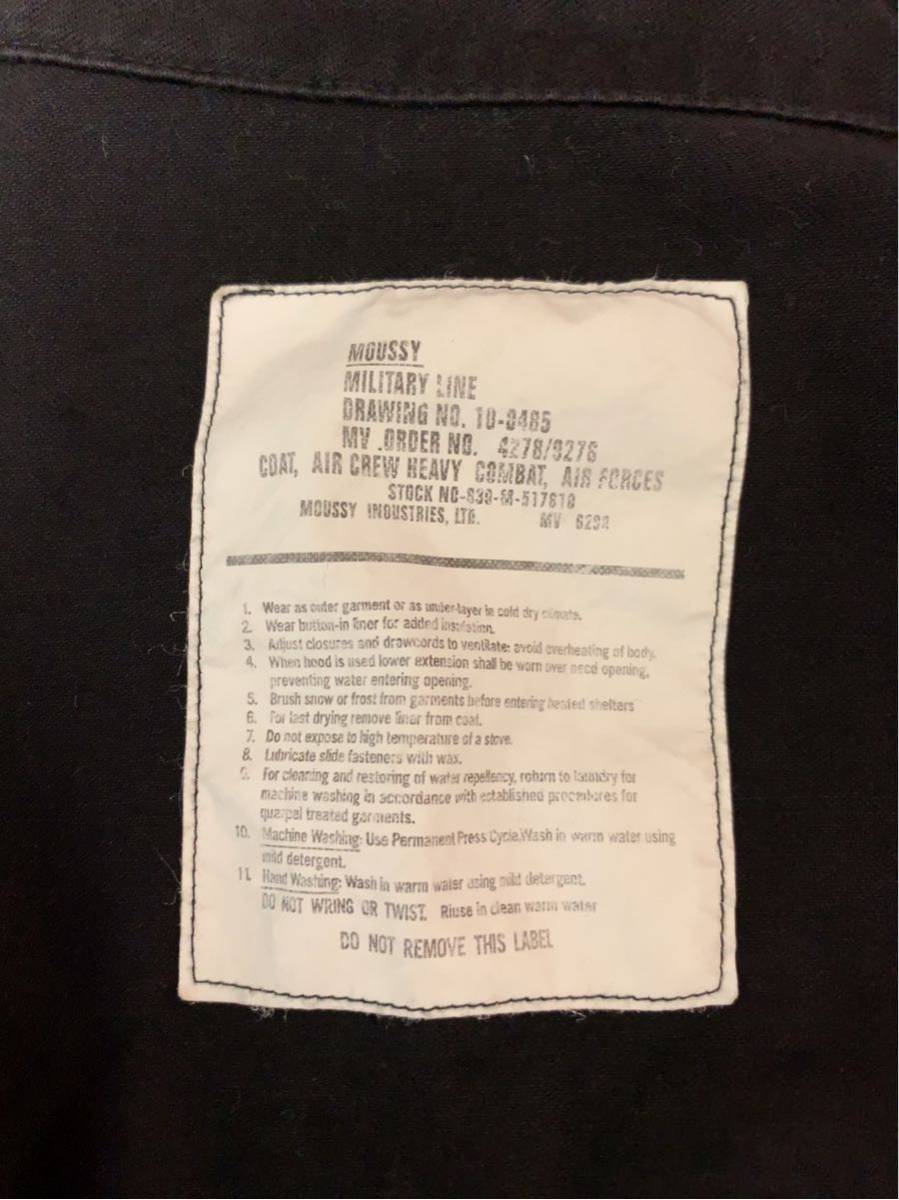 MOUSSY
MILITARY LINE
DRAWING NO. 10-0485
MV .ORDER NO. 4278/9276
COAT, AIR CREW HEAVY COMBAT, AIR FORCES
STOCK NO-839-M-517810
MOUSSY INDUSTRIES, LTD. MV
1. Wear as outer garment or as under-layer in cold dry climate.
2. Wear button-in liner for added insulation.
3. Adjust closures and drawcords to ventilate: avoid overheating of body.
4. When hood is used lower extension shall be worn over opening,
preventing water entering opening.
5. Brush snow or frost from garments before entering heated shelters
6. For last drying remove liner from coat.
7. Do not expose to high temperature of a stove.
8. Lubricate slide fasteners with wax.
9. For cleaning and restoring of water repellency, roturn to laundry for
machine washing in accordance with established procedures for
quarpel treated garments.
10. Machine Washing: Use Permanent Press Cycle.Wash in warm water using
mild detergent.
11. Hand Washing: Wash in warm water using mild detergent.
DO NOT WRING OR TWIST. Riuse in clean warm water
DO NOT REMOVE THIS LABEL